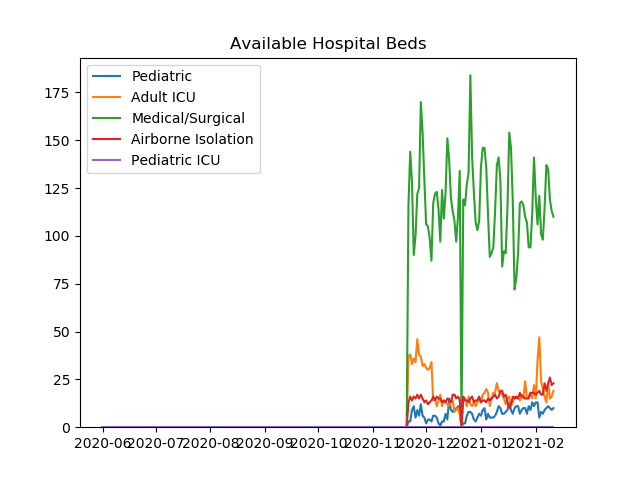 Available Hospital Beds
Pediatric
Adult ICU
Medical/Surgical
Airborne Isolation
Pediatric ICU
175
150
125
100
75
50
25
0
2020-06 2020-07 2020-08 2020-09 2020-10 2020-11 2020-12 2021-01 2021-02